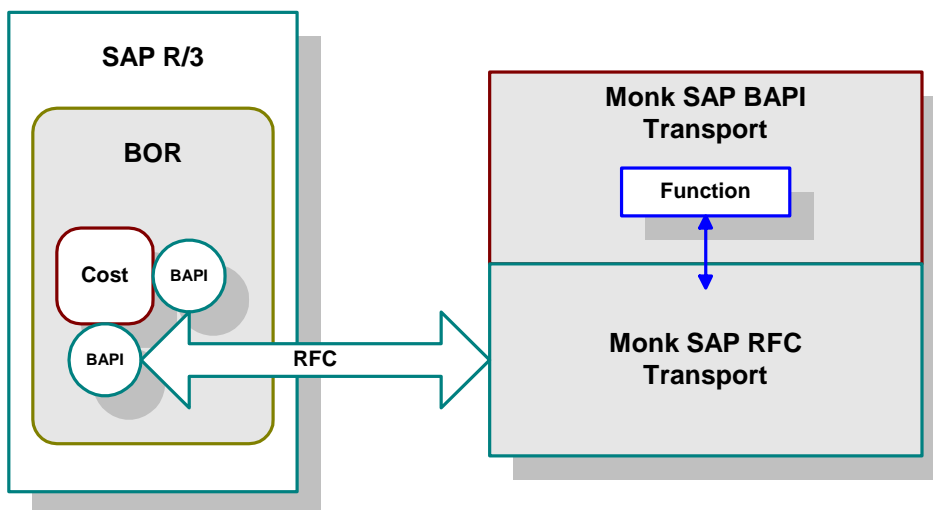 SAP R/3
BOR
Cost
BAPI
BAPI
RFC
Monk SAP BAPI
Transport
Function
Monk SAP RFC
Transport